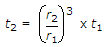 t₂ = (r₂/r₁)³ x t₁